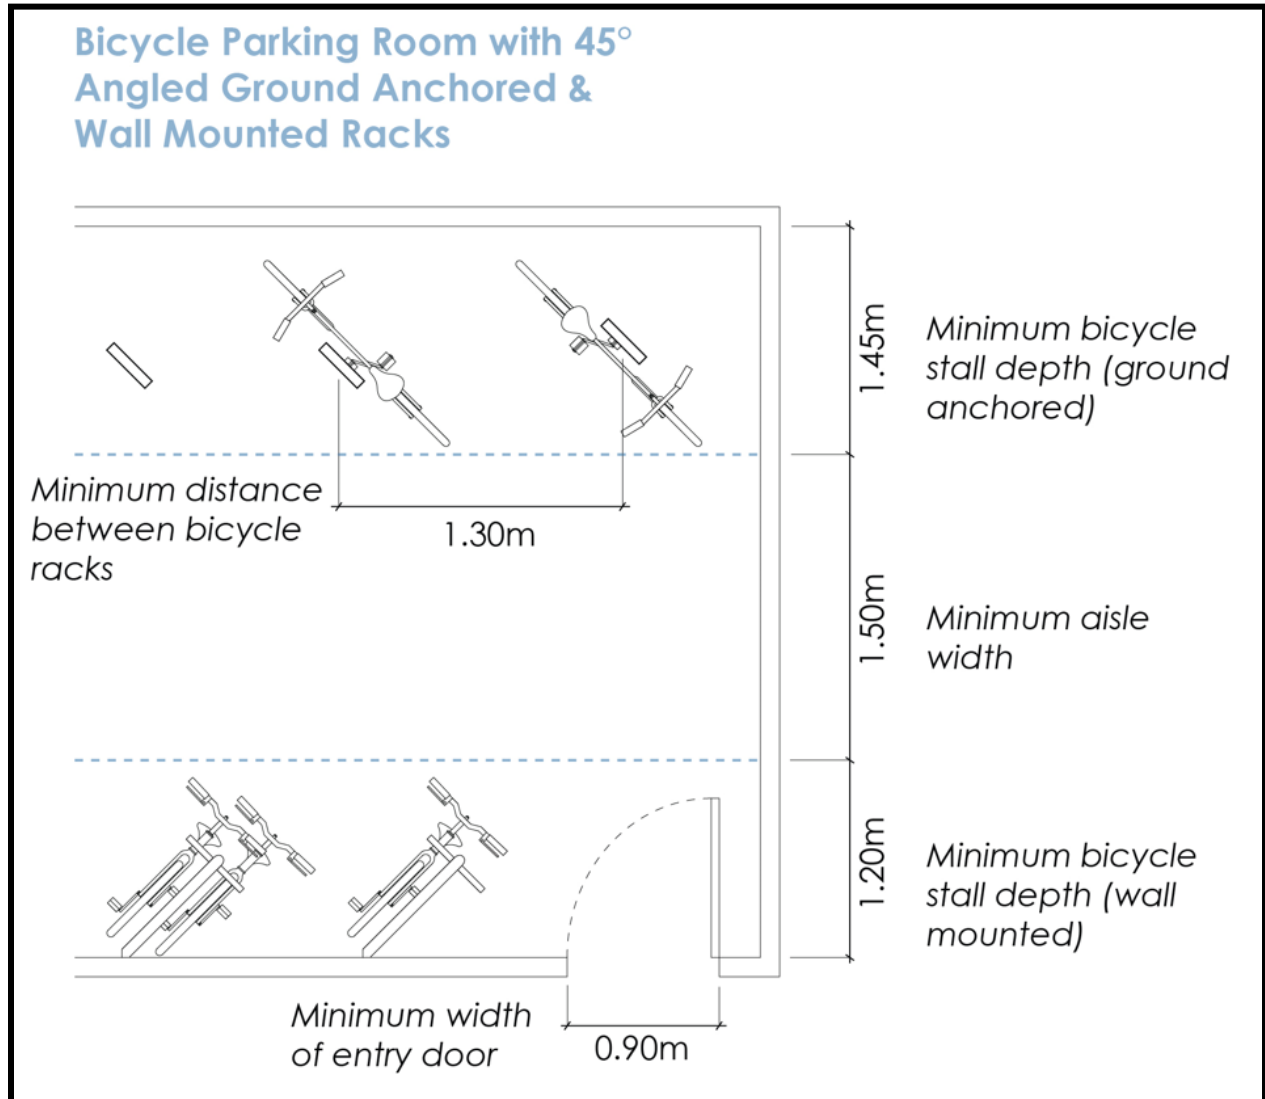 Bicycle Parking Room with 45°
Angled Ground Anchored &
Wall Mounted Racks
1.45m
Minimum bicycle
stall depth (ground
anchored)
Minimum distance
between bicycle
racks
1.30m
1.50m
Minimum aisle
width
1.20m
Minimum bicycle
stall depth (wall
mounted)
Minimum width
of entry door
0.90m